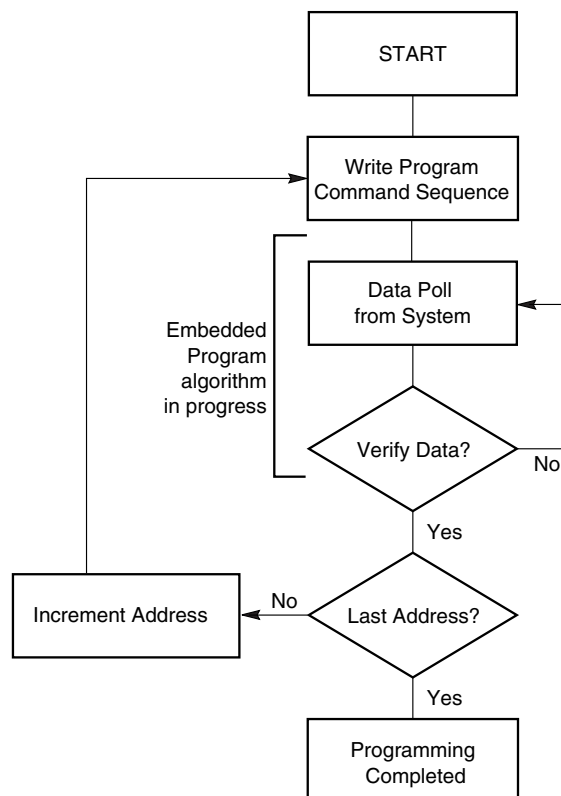 START
Write Program
Command Sequence
Data Poll
from System
Embedded
Program
algorithm
in progress
Verify Data?
No
Yes
Last Address?
No
Increment Address
Yes
Programming
Completed